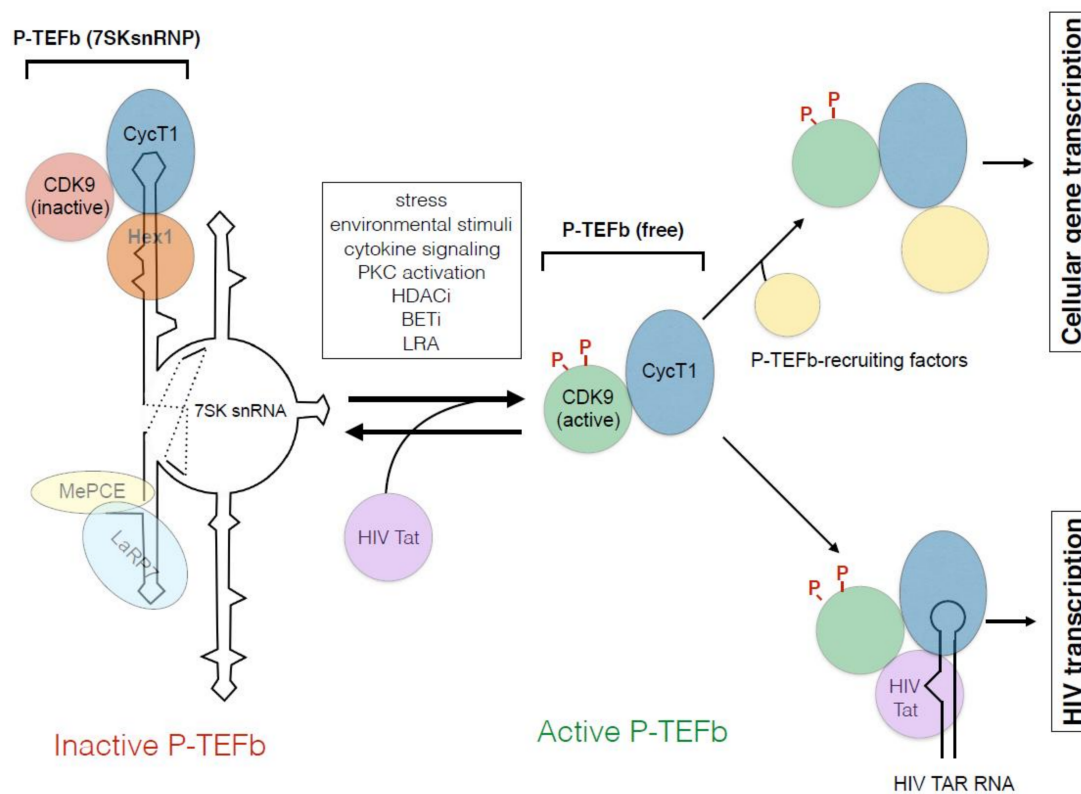 P-TEFb (7SKsnRNP)
CycT1
CDK9
(inactive)
Hex1
7SK snRNA
MePCE
LaRP7
Inactive P-TEFb
stress
environmental stimuli
cytokine signaling
PKC activation
HDACi
BETi
LRA
HIV Tat
P-TEFb (free)
P
P
CycT1
CDK9
(active)
Active P-TEFb
P
P
P-TEFb-recruiting factors
Cellular gene transcription
P
P
HIV
Tat
HIV TAR RNA
HIV transcription